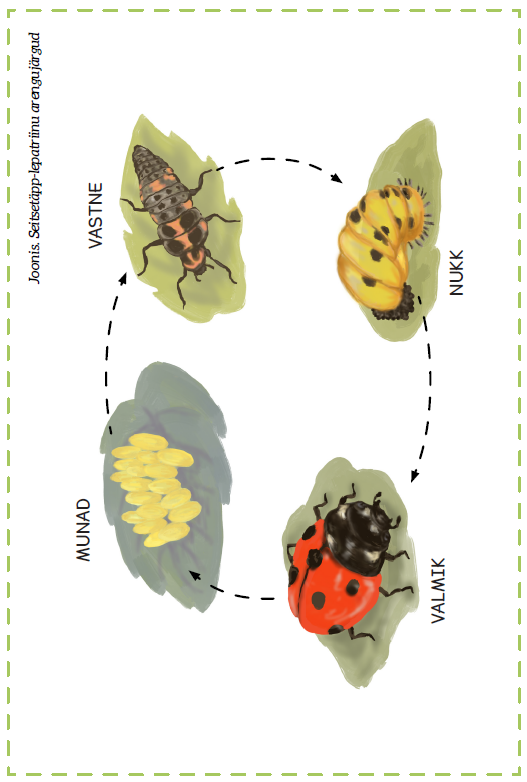 Joonis. Seitsetäpp-lepatriinu arengujärgud
VASTNE
NUKK
MUNAD
VALMIK